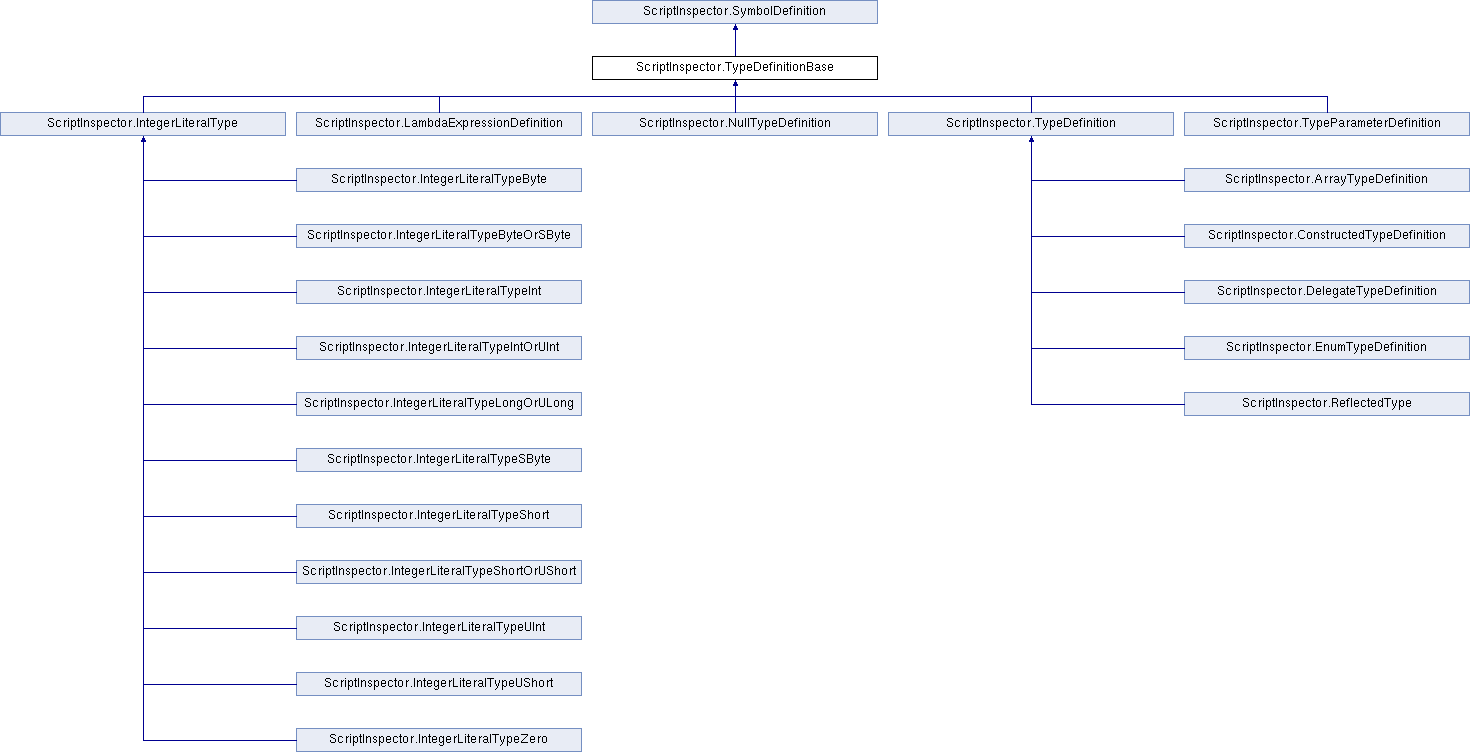 ScriptInspector.SymbolDefinition
ScriptInspector.TypeDefinitionBase
ScriptInspector.IntegerLiteralType
ScriptInspector.LambdaExpressionDefinition
ScriptInspector.NullTypeDefinition
ScriptInspector.TypeDefinition
ScriptInspector.TypeParameterDefinition
ScriptInspector.IntegerLiteralTypeByte
ScriptInspector.ArrayTypeDefinition
ScriptInspector.IntegerLiteralTypeByteOrSByte
ScriptInspector.ConstructedTypeDefinition
ScriptInspector.IntegerLiteralTypeInt
ScriptInspector.DelegateTypeDefinition
ScriptInspector.IntegerLiteralTypeIntOrUInt
ScriptInspector.EnumTypeDefinition
ScriptInspector.IntegerLiteralTypeLongOrULong
ScriptInspector.ReflectedType
ScriptInspector.IntegerLiteralTypeSByte
ScriptInspector.IntegerLiteralTypeShort
ScriptInspector.IntegerLiteralTypeShortOrUShort
ScriptInspector.IntegerLiteralTypeUInt
ScriptInspector.IntegerLiteralTypeUShort
ScriptInspector.IntegerLiteralTypeZero